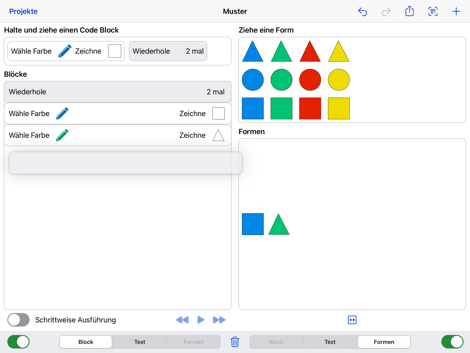 Projekte
Muster
Halte und ziehe einen Code Block
Wähle Farbe Zeichne Wiederhole 2 mal
Blöcke
Wiederhole 2 mal
Wähle Farbe Zeichne
Wähle Farbe Zeichne
Ziehe eine Form
Formen
Schrittweise Ausführung
Block Text Formen
Block Text Formen